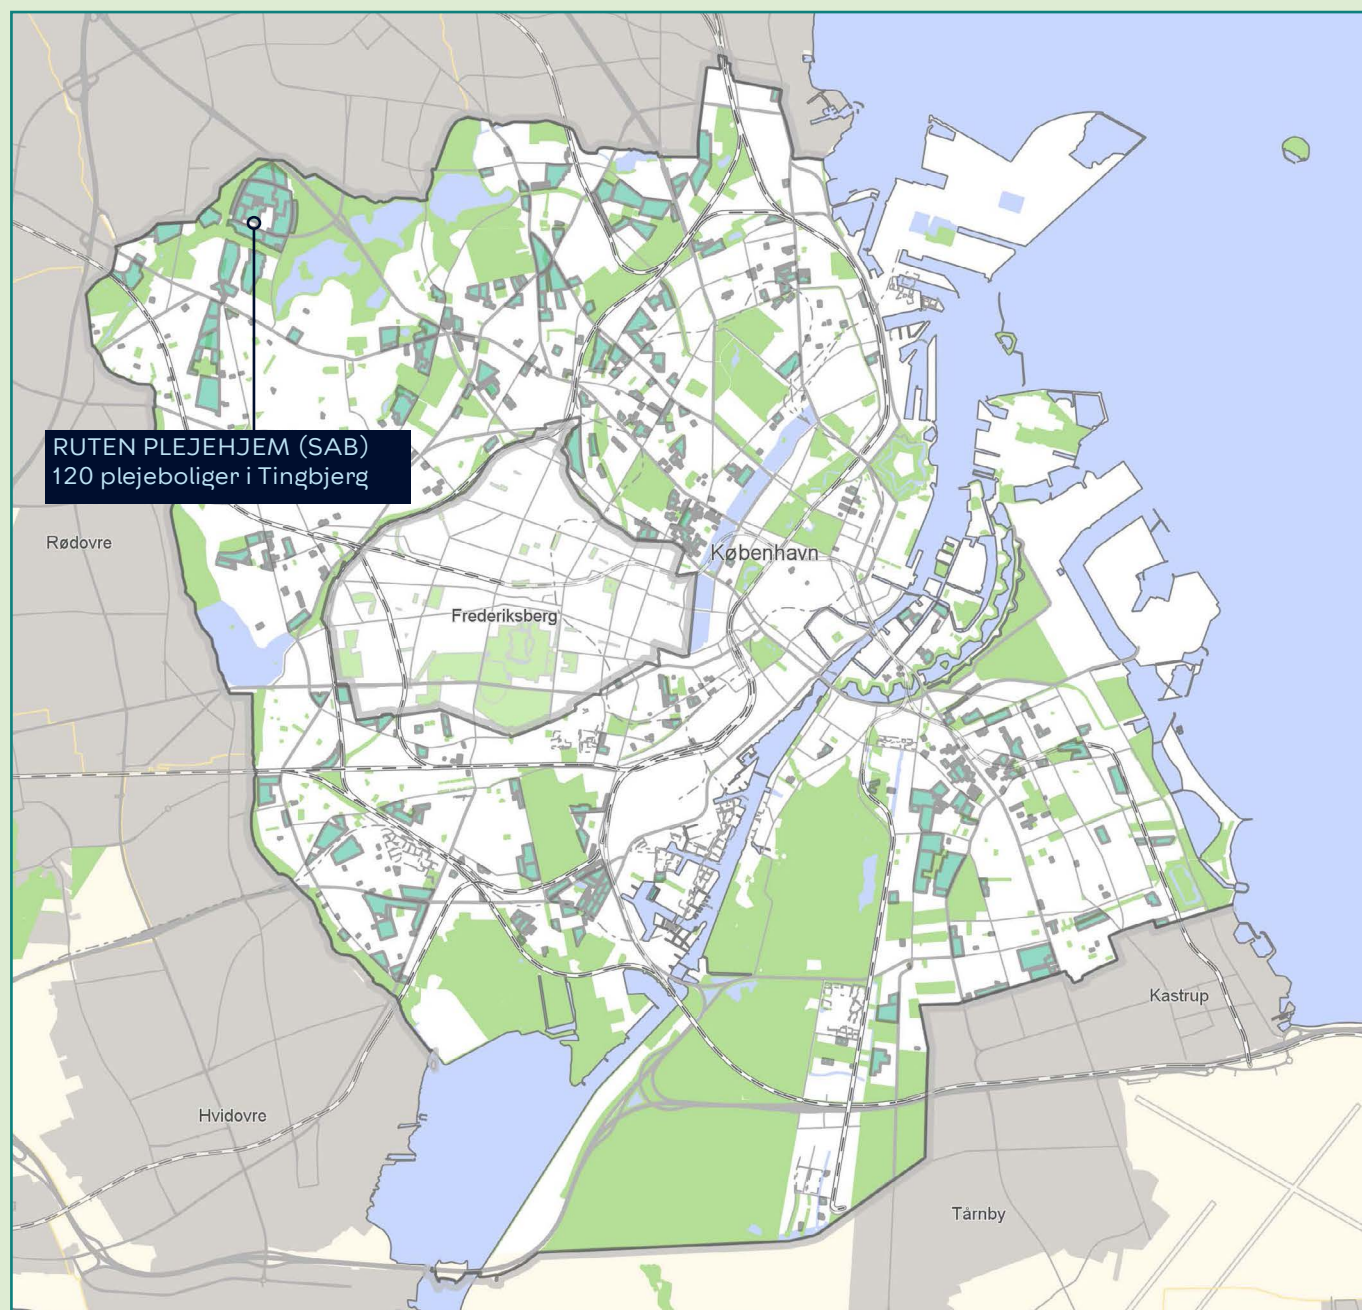 RUTEN PLEJEHJEM (SAB)
120 plejeboliger i Tingbjerg
Rødovre
København
Frederiksberg
Kastrup
Hvidovre
Tårnby